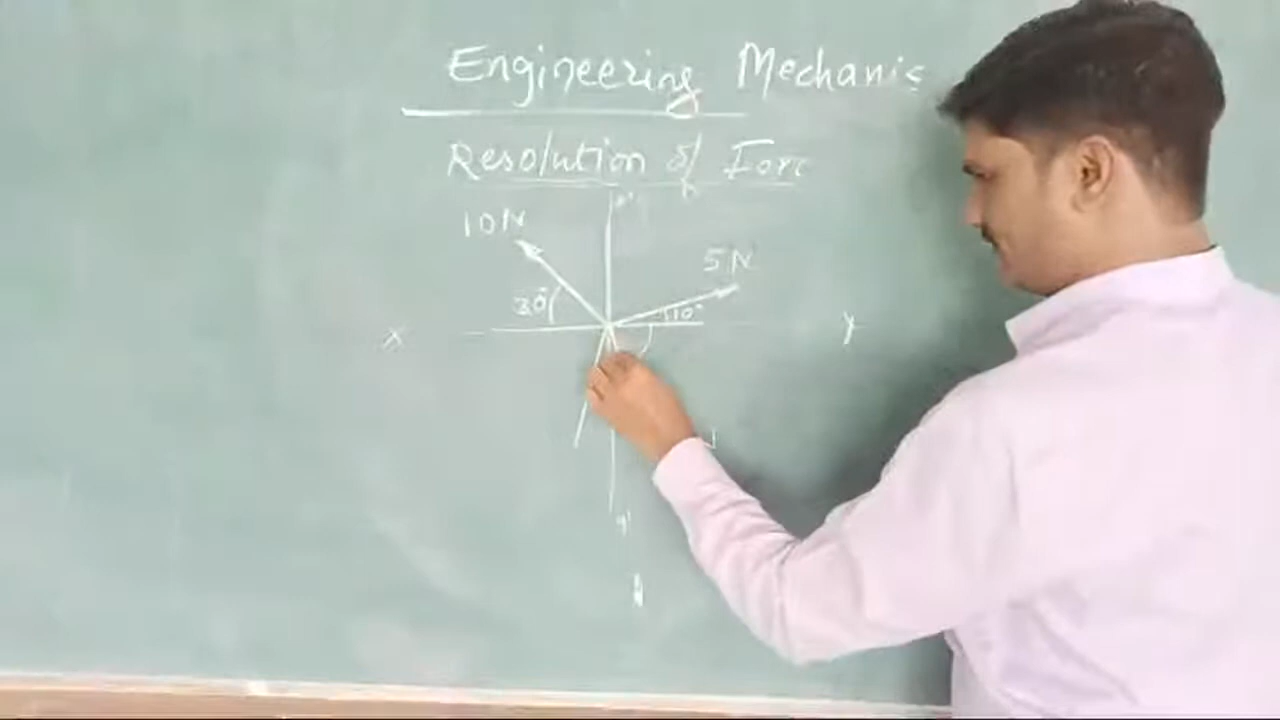 Engineering Mechanis
Resolution of Forc
10N
5N
30°
10°
X
Y